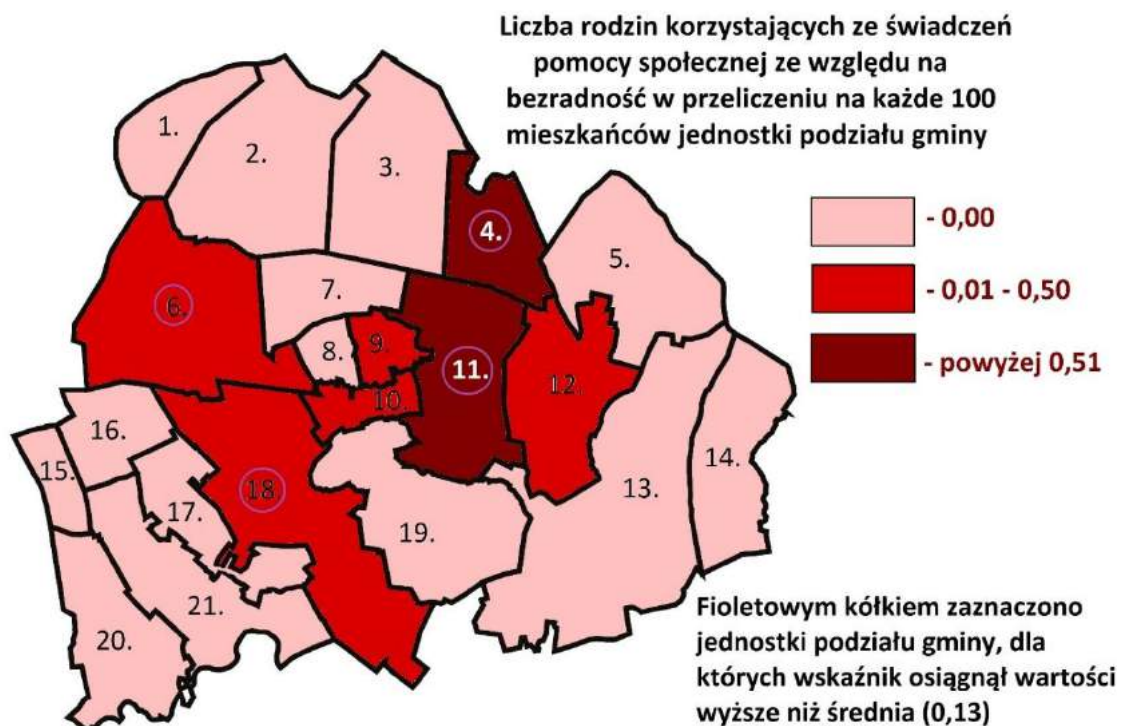 Liczba rodzin korzystających ze świadczeń
pomocy społecznej ze względu na
bezradność w przeliczeniu na każde 100
mieszkańców jednostki podziału gminy
- 0,00
- 0,01 - 0,50
- powyżej 0,51
1.
2.
3.
4.
5.
6.
7.
8.
9.
10.
11.
12.
13.
14.
15.
16.
17.
18.
19.
20.
21.
Fioletowym kółkiem zaznaczono
jednostki podziału gminy, dla
których wskaźnik osiągnął wartości
wyższe niż średnia (0,13)